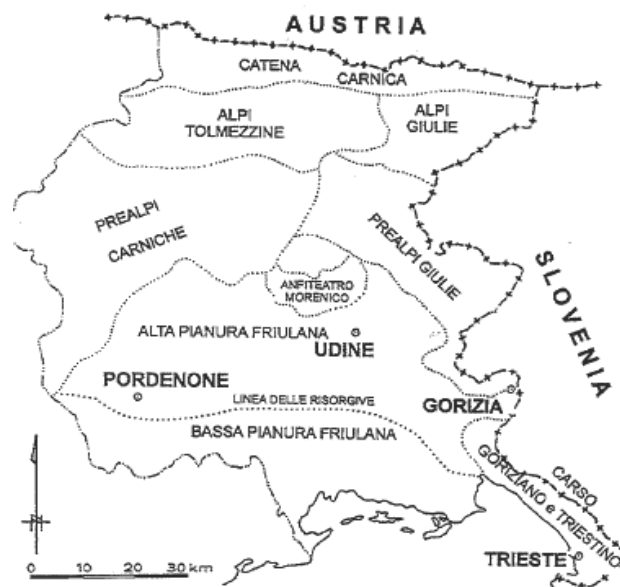 AUSTRIA
CATENA
CARNICA
ALPI
TOLMEZZINE
ALPI
GIULIE
PREALPI
CARNICHE
PREALPI GIULIE
SLOVENIA
ANFITEATRO
MORENICO
ALTA PIANURA FRIULANA
UDINE
PORDENONE
LINEA DELLE RISORGIVE
GORIZIA
BASSA PIANURA FRIULANA
CARSO
GORIZIANO e TRIESTINO
TRIESTE
N
0 10 20 30 km